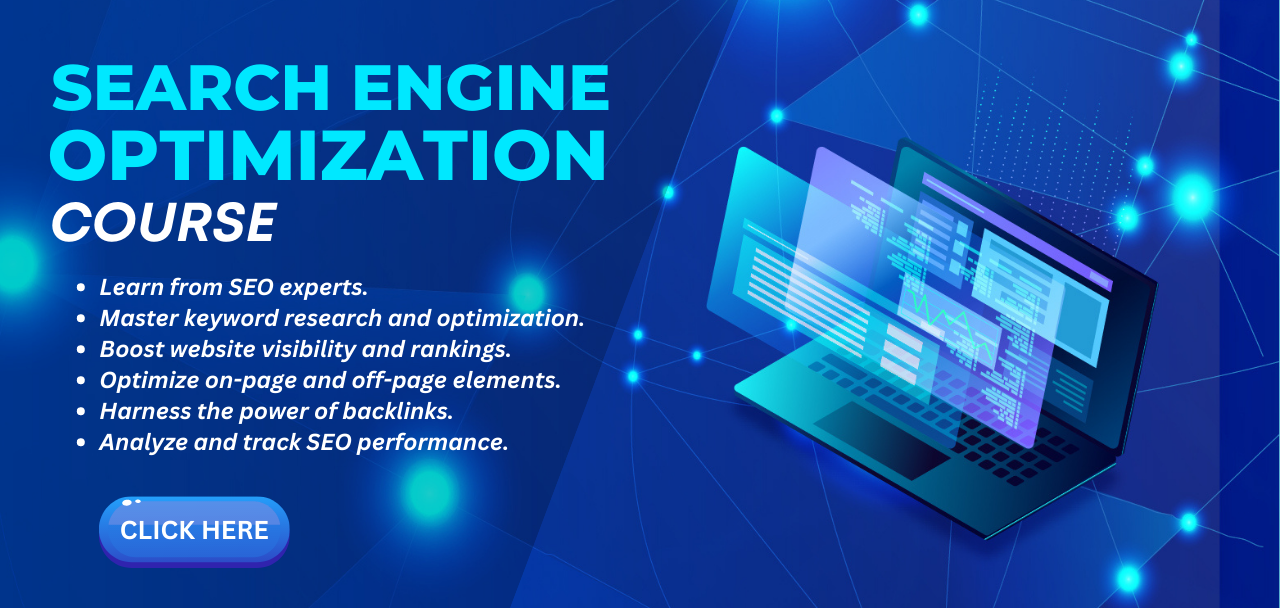 SEARCH ENGINE
OPTIMIZATION
COURSE
• Learn from SEO experts.
• Master keyword research and optimization.
• Boost website visibility and rankings.
• Optimize on-page and off-page elements.
• Harness the power of backlinks.
• Analyze and track SEO performance.
CLICK HERE